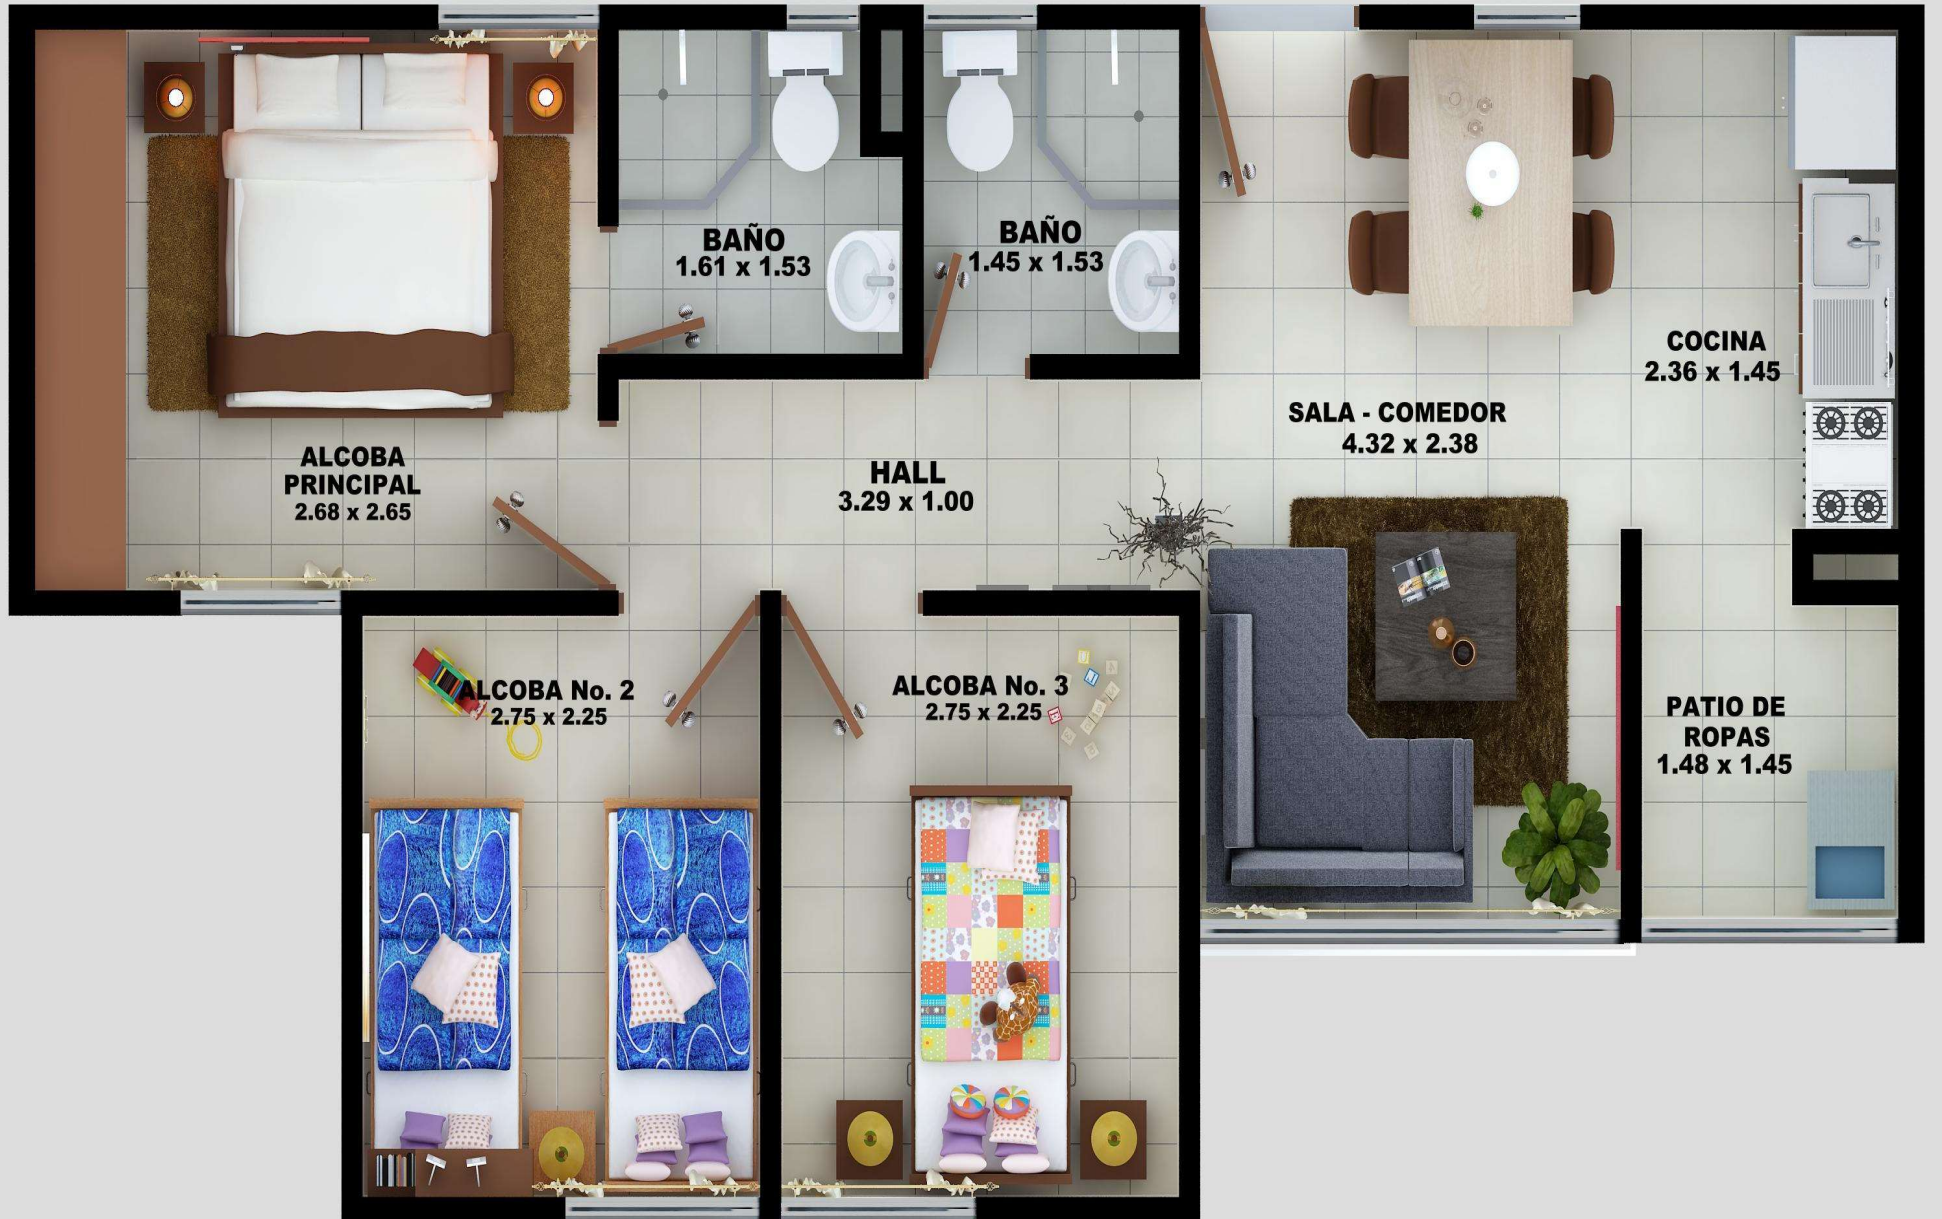 BAÑO
1.61 x 1.53
BAÑO
1.45 x 1.53
COCINA
2.36 x 1.45
SALA - COMEDOR
4.32 x 2.38
ALCOBA
PRINCIPAL
2.68 x 2.65
HALL
3.29 x 1.00
ALCOBA No. 2
2.75 x 2.25
ALCOBA No. 3
2.75 x 2.25
PATIO DE
ROPAS
1.48 x 1.45